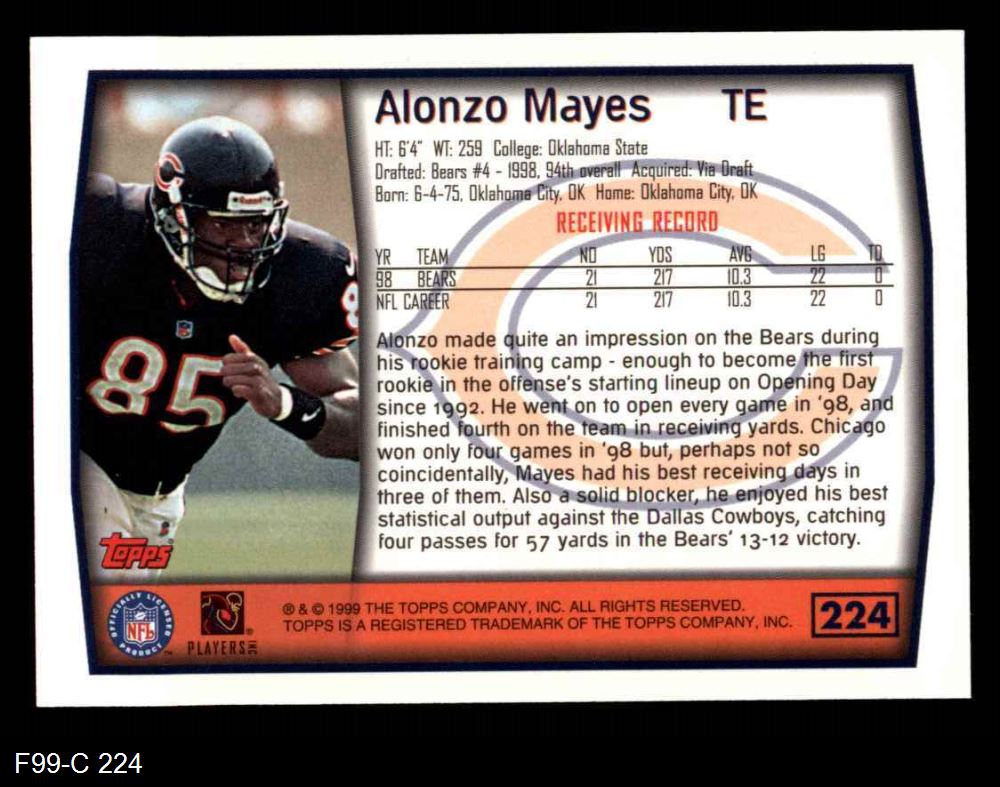 Alonzo Mayes TE
HT: 6'4" WT: 259 College: Oklahoma State
Drafted: Bears #4 - 1998, 94th overall Acquired: Via Draft
Born: 6-4-75, Oklahoma City, OK Home: Oklahoma City, OK
RECEIVING RECORD
YR TEAM NO YDS AVG LG TD
98 BEARS 21 217 10.3 22 0
NFL CAREER 21 217 10.3 22 0
Alonzo made quite an impression on the Bears during
his rookie training camp - enough to become the first
rookie in the offense's starting lineup on Opening Day
since 1992. He went on to open every game in '98, and
finished fourth on the team in receiving yards. Chicago
won only four games in '98 but, perhaps not so
coincidentally, Mayes had his best receiving days in
three of them. Also a solid blocker, he enjoyed his best
statistical output against the Dallas Cowboys, catching
four passes for 57 yards in the Bears' 13-12 victory.
85
8
Topps
OFFICIALLY LICENSED
NFL
PRODUCT
™
PLAYERS INC
®
® & © 1999 THE TOPPS COMPANY, INC. ALL RIGHTS RESERVED.
TOPPS IS A REGISTERED TRADEMARK OF THE TOPPS COMPANY, INC.
224
F99-C 224